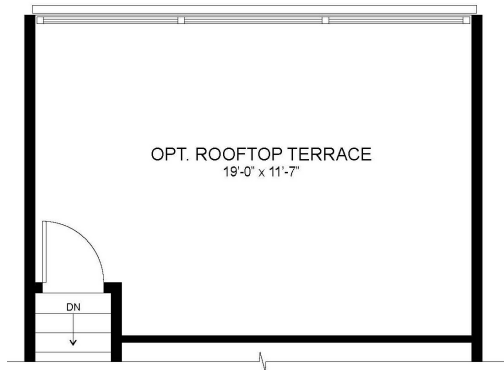 OPT. ROOFTOP TERRACE
19'-0" x 11'-7"
DN